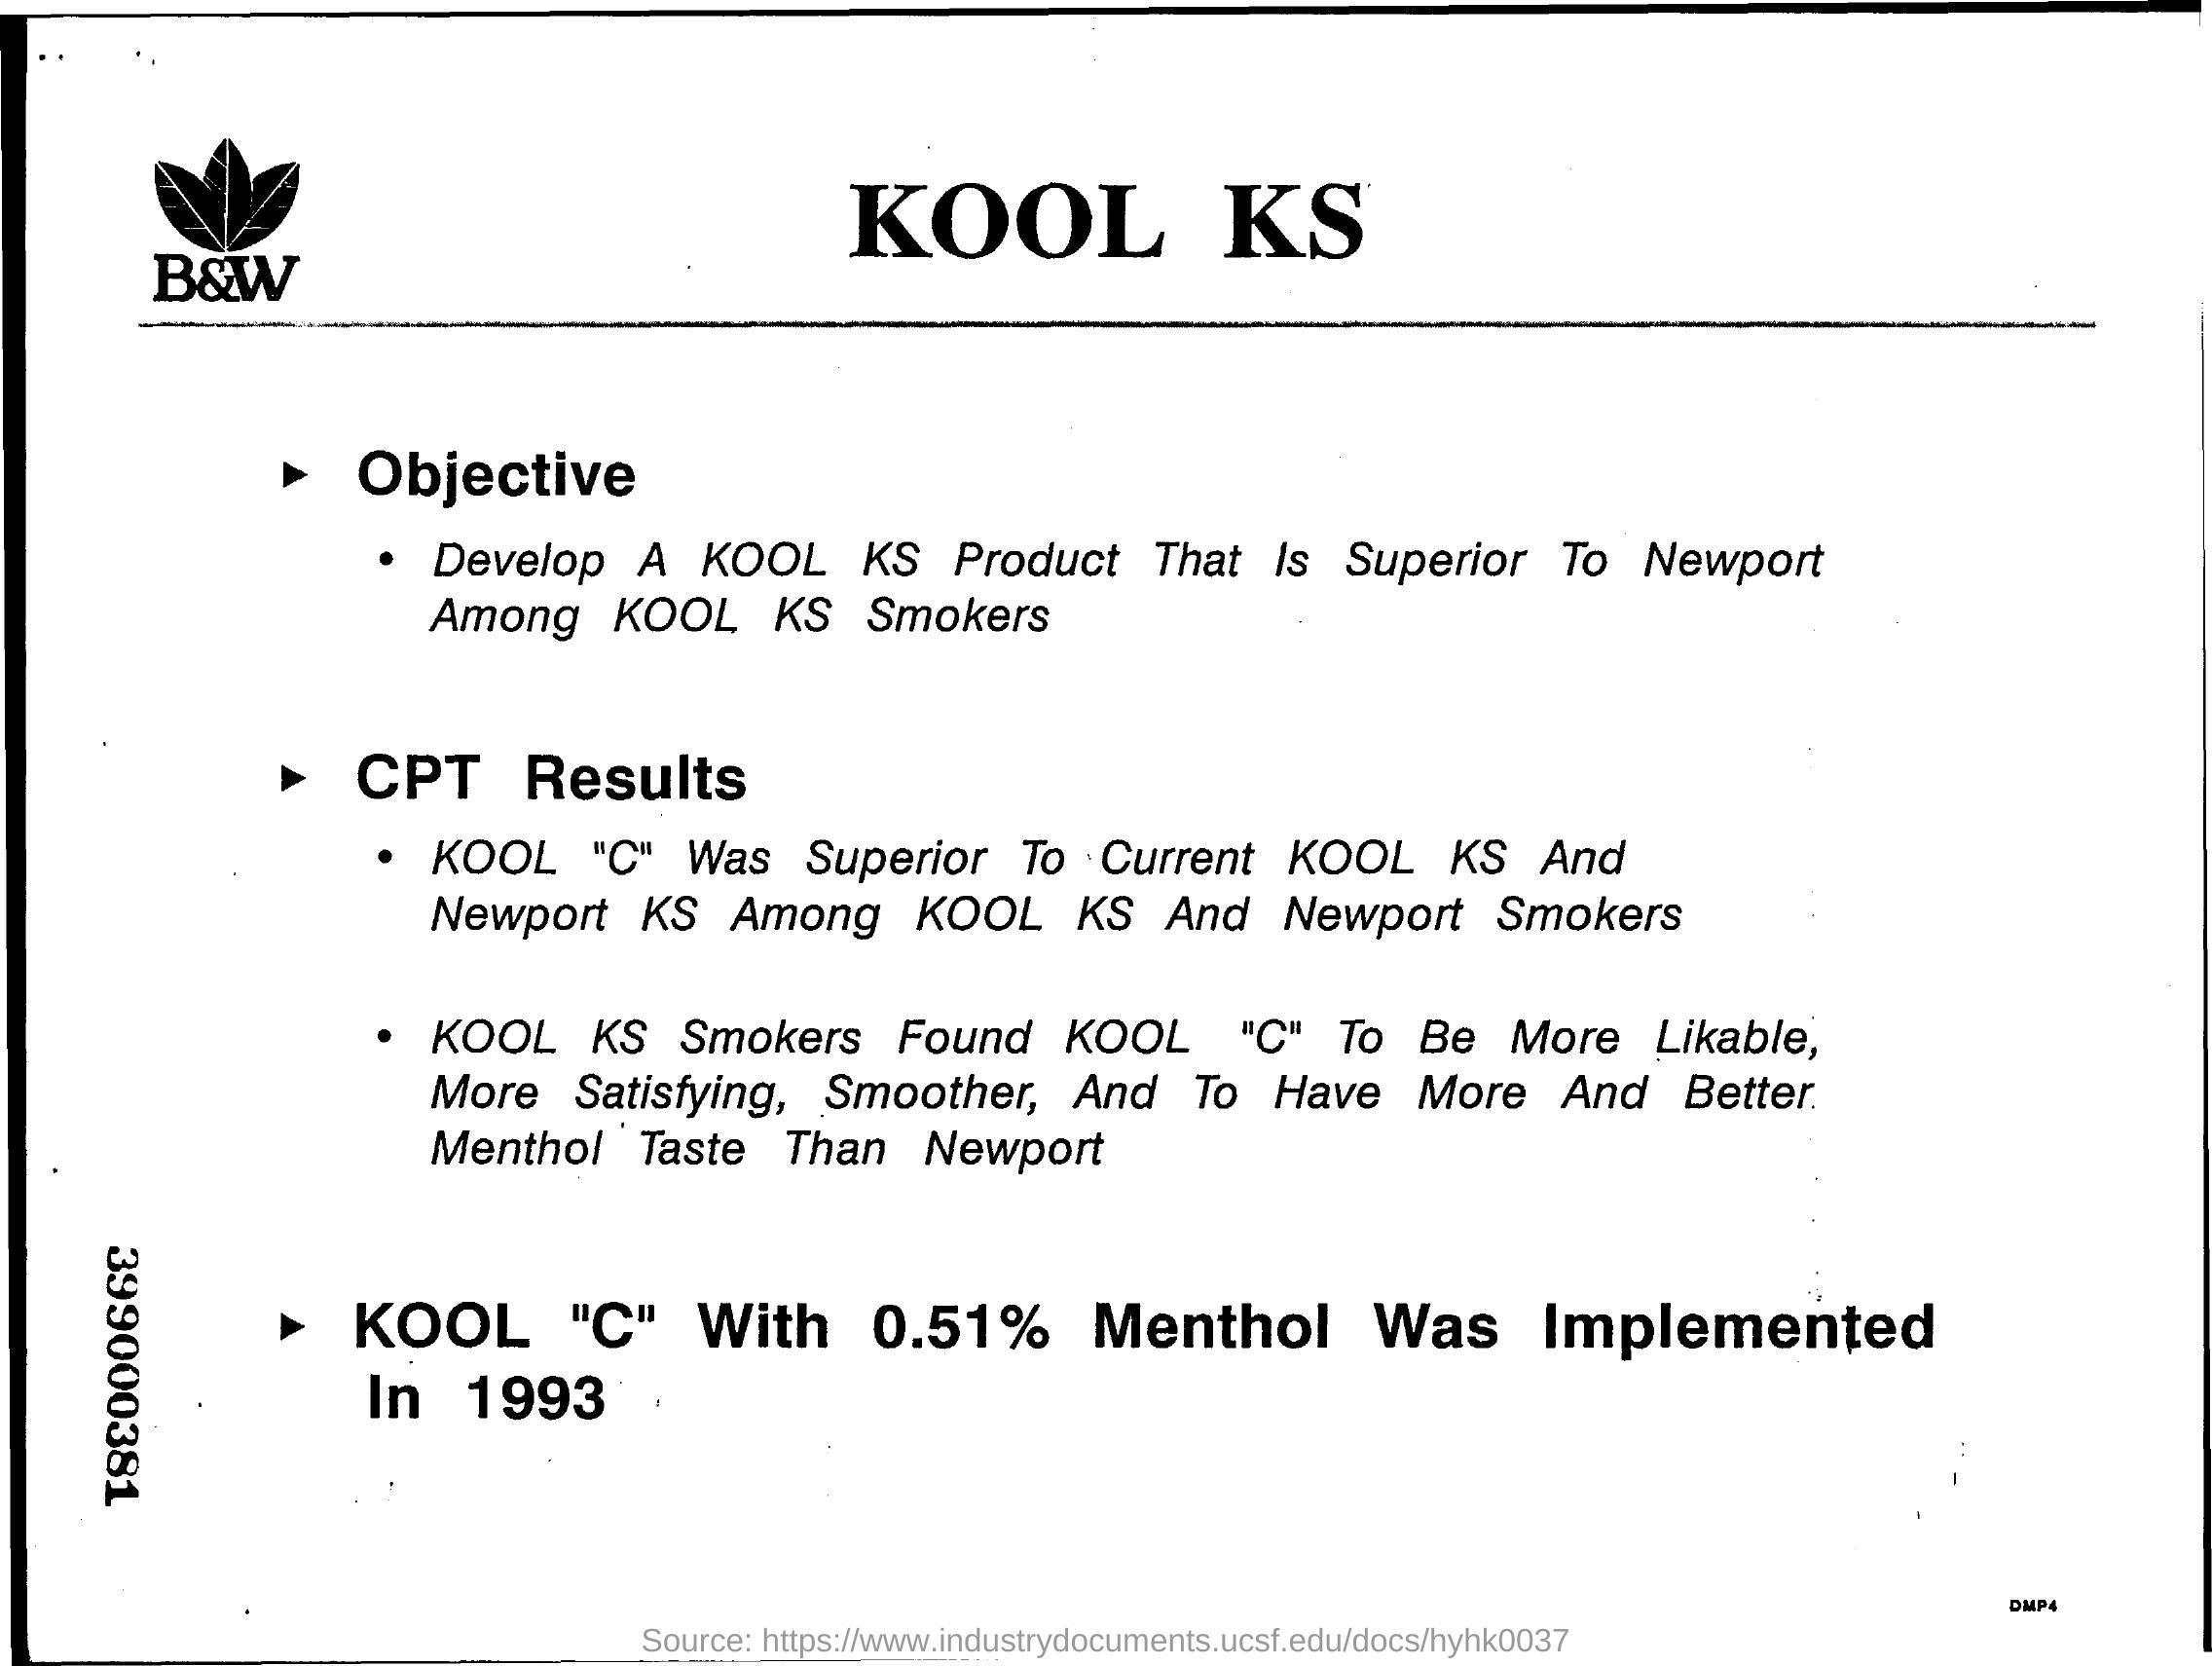 B&W
KOOL KS
► Objective
• Develop A KOOL KS Product That Is Superior To Newport
Among KOOL KS Smokers
► CPT Results
• KOOL "C" Was Superior To Current KOOL KS And
Newport KS Among KOOL KS And Newport Smokers
• KOOL KS Smokers Found KOOL "C" To Be More Likable,
More Satisfying, Smoother, And To Have More And Better
Menthol Taste Than Newport
► KOOL "C" With 0.51% Menthol Was Implemented
In 1993
399000381
DMP4
Source: https://www.industrydocuments.ucsf.edu/docs/hyhk0037